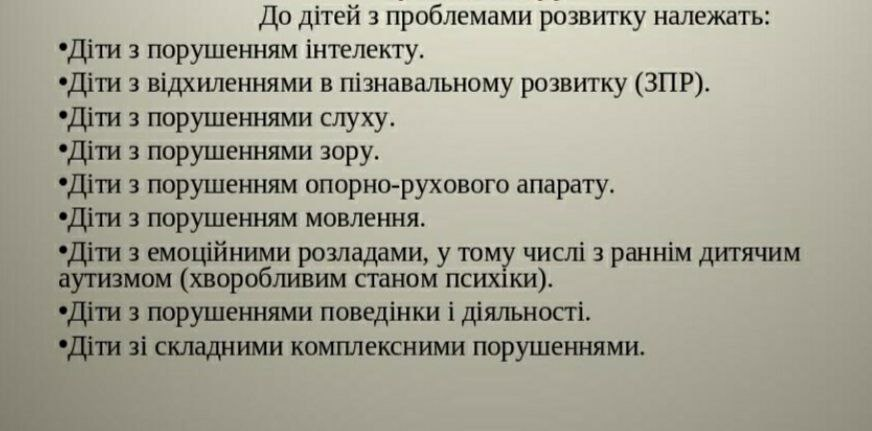 До дітей з проблемами розвитку належать:
•Діти з порушенням інтелекту.
•Діти з відхиленнями в пізнавальному розвитку (ЗПР).
•Діти з порушеннями слуху.
•Діти з порушеннями зору.
•Діти з порушенням опорно-рухового апарату.
•Діти з порушенням мовлення.
•Діти з емоційними розладами, у тому числі з раннім дитячим
аутизмом (хворобливим станом психіки).
•Діти з порушеннями поведінки і діяльності.
•Діти зі складними комплексними порушеннями.